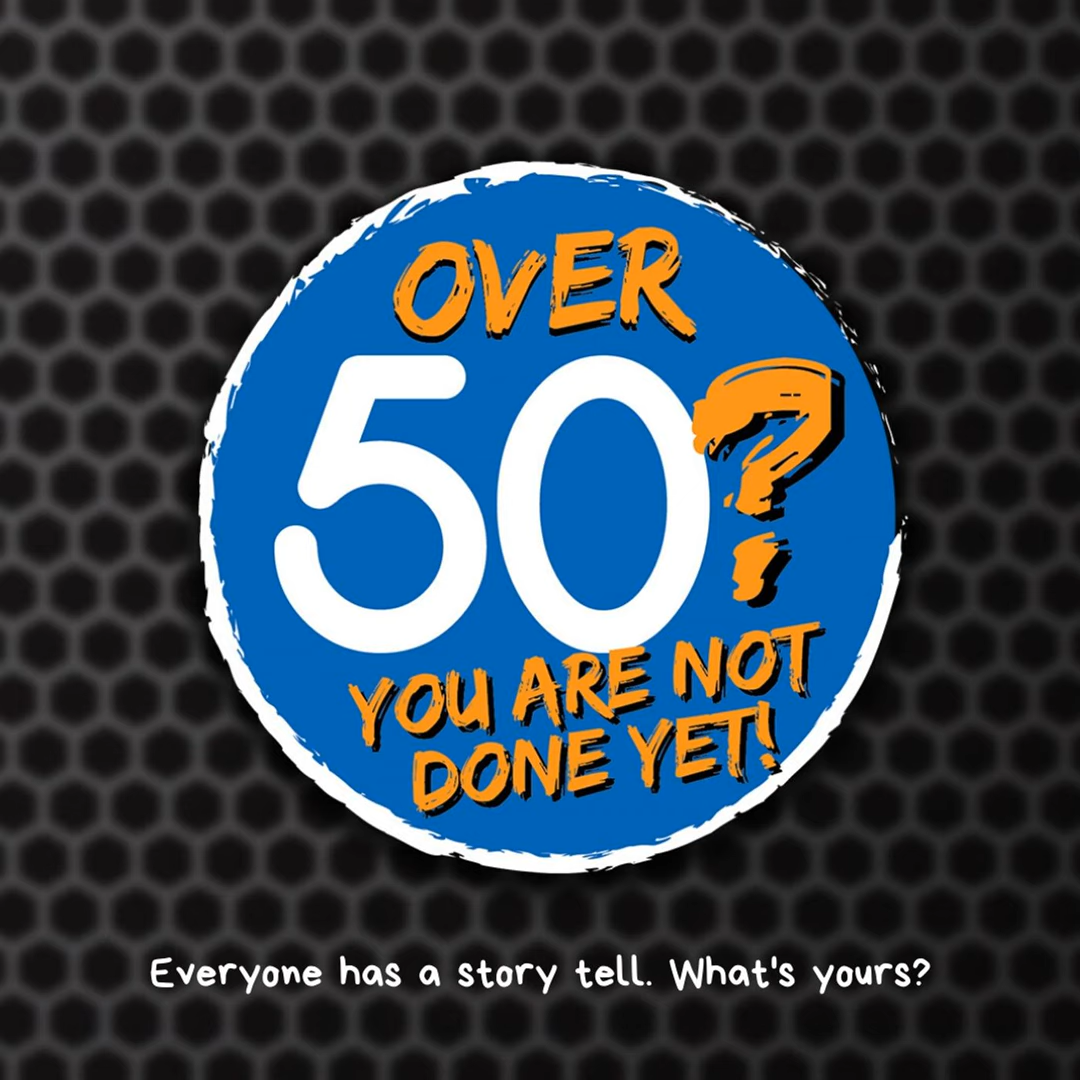 OVER
50?
YOU ARE NOT
DONE YET!
Everyone has a story tell. What's yours?